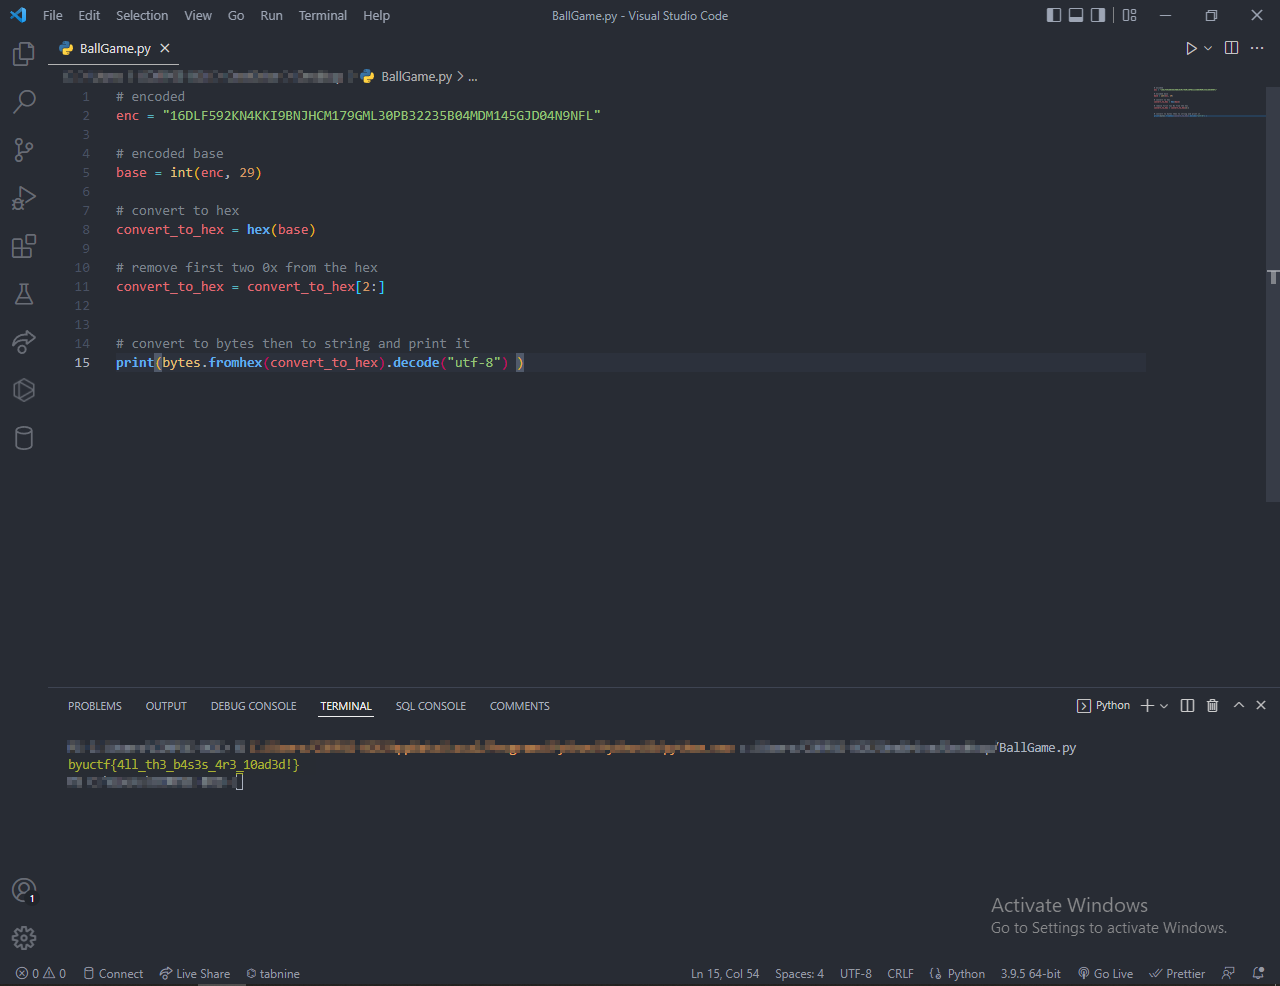 File Edit Selection View Go Run Terminal Help BallGame.py - Visual Studio Code
BallGame.py
BallGame.py > ...
1 # encoded
2 enc = "16DLF592KN4KKI9BNJHCM179GML30PB32235B04MDM145GJD04N9NFL"
3
4 # encoded base
5 base = int(enc, 29)
6
7 # convert to hex
8 convert_to_hex = hex(base)
9
10 # remove first two 0x from the hex
11 convert_to_hex = convert_to_hex[2:]
12
13
14 # convert to bytes then to string and print it
15 print(bytes.fromhex(convert_to_hex).decode("utf-8") )
PROBLEMS OUTPUT DEBUG CONSOLE TERMINAL SQL CONSOLE COMMENTS Python
/BallGame.py
byuctf{4ll_th3_b4s3s_4r3_10ad3d!}
1
Activate Windows
Go to Settings to activate Windows.
0 0 Connect Live Share tabnine Ln 15, Col 54 Spaces: 4 UTF-8 CRLF Python 3.9.5 64-bit Go Live Prettier